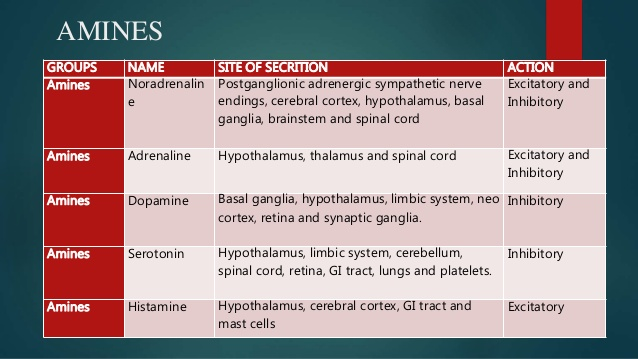 AMINES
GROUPS NAME SITE OF SECRITION ACTION
Amines Noradrenalin Postganglionic adrenergic sympathetic nerve Excitatory and
e endings, cerebral cortex, hypothalamus, basal Inhibitory
ganglia, brainstem and spinal cord
Amines Adrenaline Hypothalamus, thalamus and spinal cord Excitatory and
Inhibitory
Amines Dopamine Basal ganglia, hypothalamus, limbic system, neo Inhibitory
cortex, retina and synaptic ganglia.
Amines Serotonin Hypothalamus, limbic system, cerebellum, Inhibitory
spinal cord, retina, GI tract, lungs and platelets.
Amines Histamine Hypothalamus, cerebral cortex, GI tract and Excitatory
mast cells